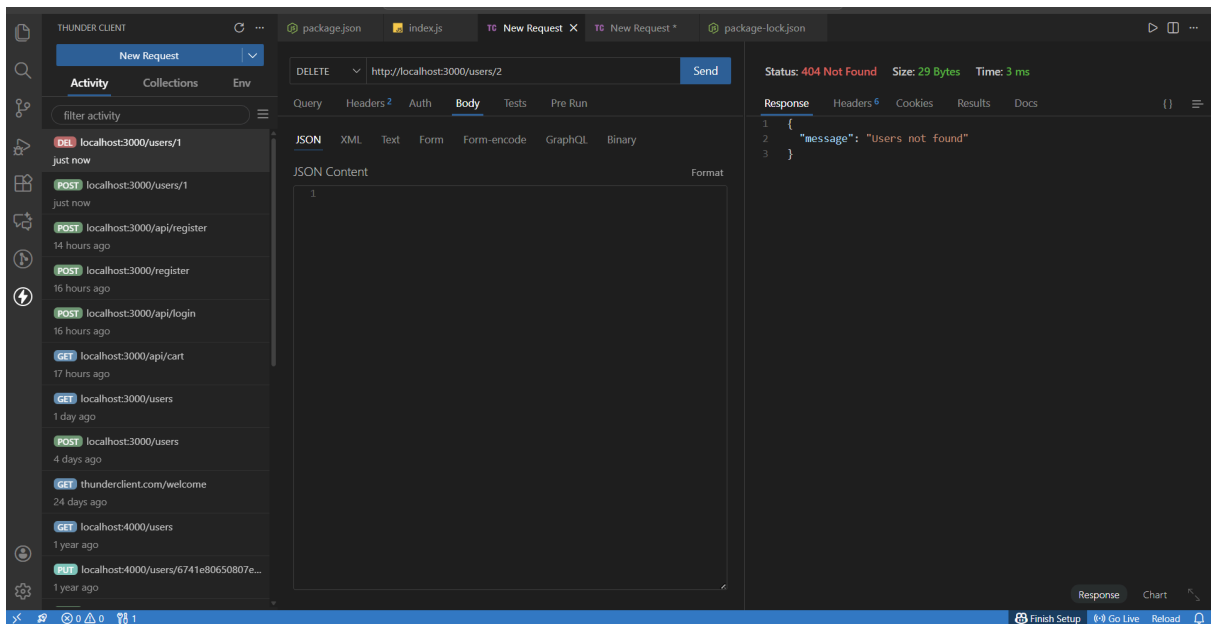 THUNDER CLIENT
New Request
Activity Collections Env
filter activity
DEL localhost:3000/users/1
just now
POST localhost:3000/users/1
just now
POST localhost:3000/api/register
14 hours ago
POST localhost:3000/register
16 hours ago
POST localhost:3000/api/login
16 hours ago
GET localhost:3000/api/cart
17 hours ago
GET localhost:3000/users
1 day ago
POST localhost:3000/users
4 days ago
GET thunderclient.com/welcome
24 days ago
GET localhost:4000/users
1 year ago
PUT localhost:4000/users/6741e80650807e...
1 year ago
package.json index.js TC New Request TC New Request * package-lock.json
DELETE http://localhost:3000/users/2 Send
Query Headers 2 Auth Body Tests Pre Run
JSON XML Text Form Form-encode GraphQL Binary
JSON Content Format
1
Status: 404 Not Found Size: 29 Bytes Time: 3 ms
Response Headers 6 Cookies Results Docs {}
1 {
2 "message": "Users not found"
3 }
Response Chart
0 0 1 Finish Setup Go Live Reload